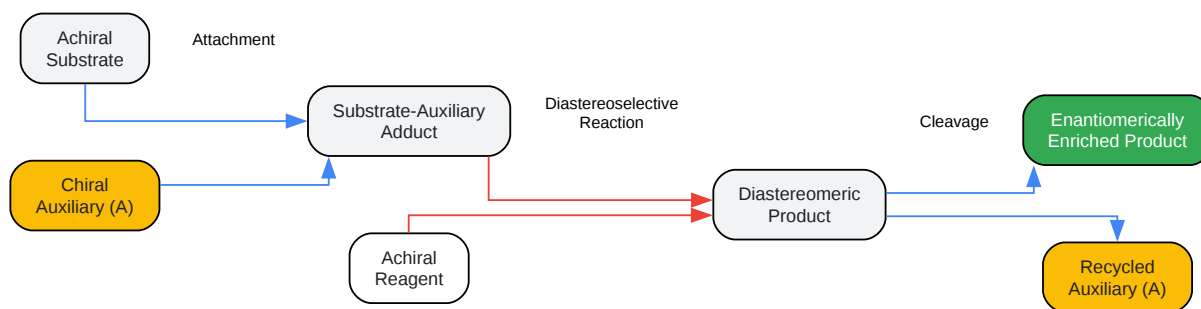 Achiral
Substrate
Attachment
Chiral
Auxiliary (A)
Substrate-Auxiliary
Adduct
Diastereoselective
Reaction
Achiral
Reagent
Diastereomeric
Product
Cleavage
Enantiomerically
Enriched Product
Recycled
Auxiliary (A)